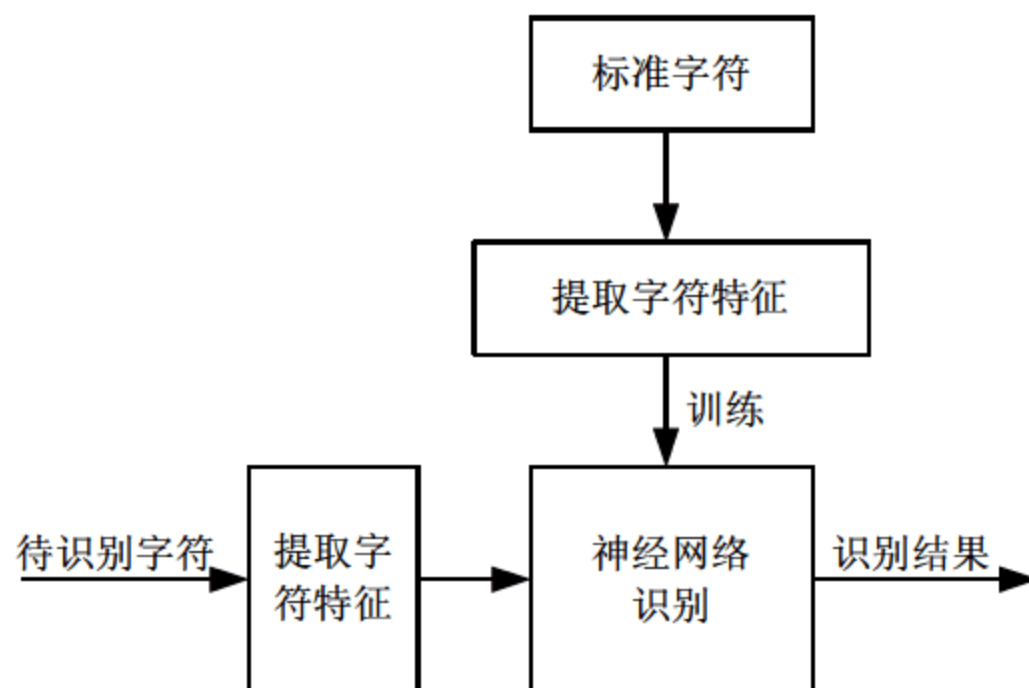 标准字符
提取字符特征
训练
待识别字符
提取字
符特征
神经网络
识别
识别结果